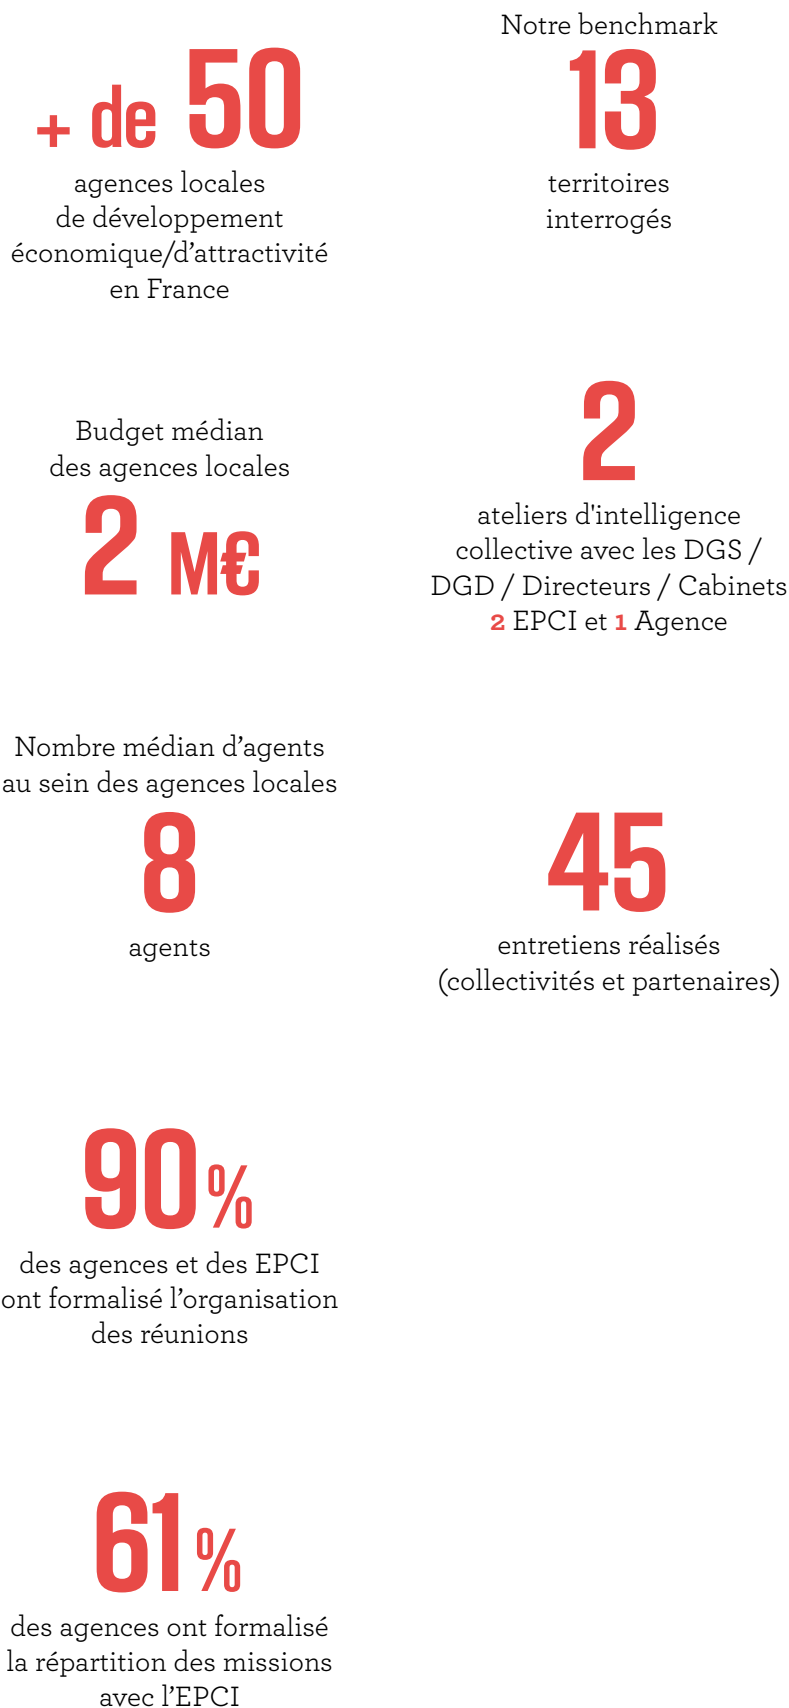 + de 50
agences locales
de développement
économique/d’attractivité
en France
Budget médian
des agences locales
2 M€
Nombre médian d’agents
au sein des agences locales
8
agents
90%
des agences et des EPCI
ont formalisé l’organisation
des réunions
61%
des agences ont formalisé
la répartition des missions
avec l’EPCI
Notre benchmark
13
territoires
interrogés
2
ateliers d'intelligence
collective avec les DGS /
DGD / Directeurs / Cabinets
2 EPCI et 1 Agence
45
entretiens réalisés
(collectivités et partenaires)